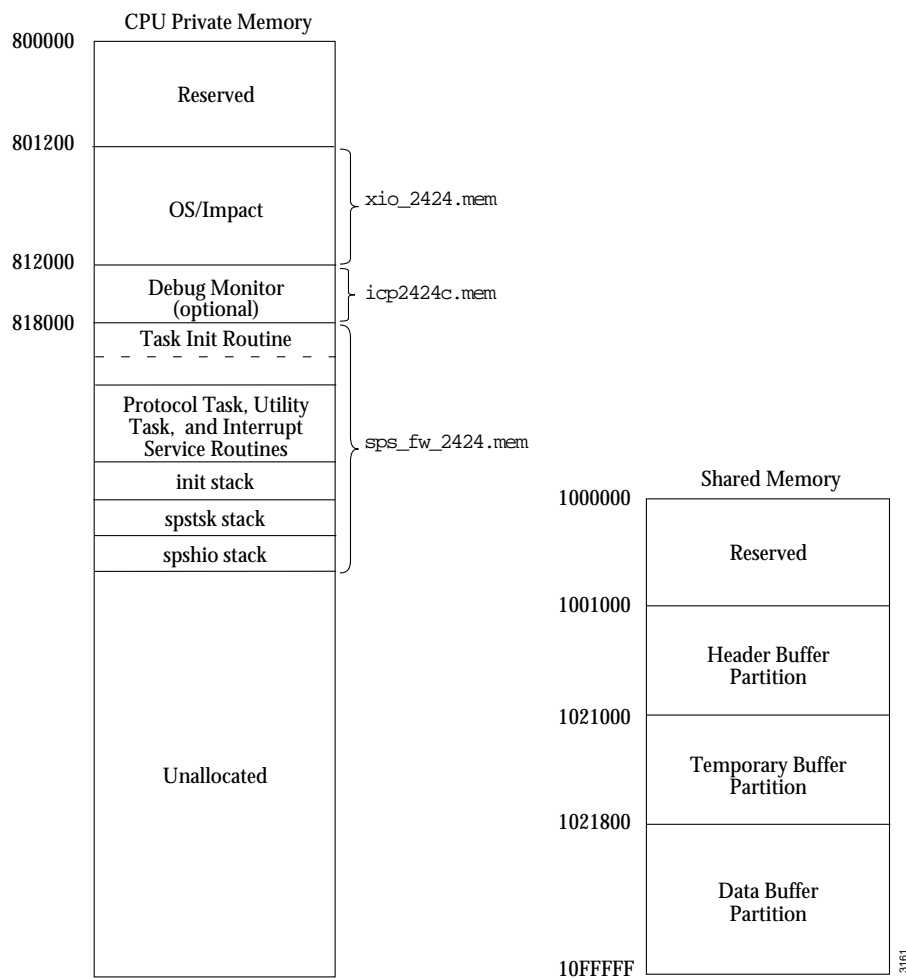 CPU Private Memory
800000
Reserved
801200
OS/Impact
xio_2424.mem
812000
Debug Monitor
(optional)
icp2424c.mem
818000
Task Init Routine
Protocol Task, Utility
Task, and Interrupt
Service Routines
sps_fw_2424.mem
init stack
spstsk stack
spshio stack
Unallocated
Shared Memory
1000000
Reserved
1001000
Header Buffer
Partition
1021000
Temporary Buffer
Partition
1021800
Data Buffer
Partition
10FFFFF
3161